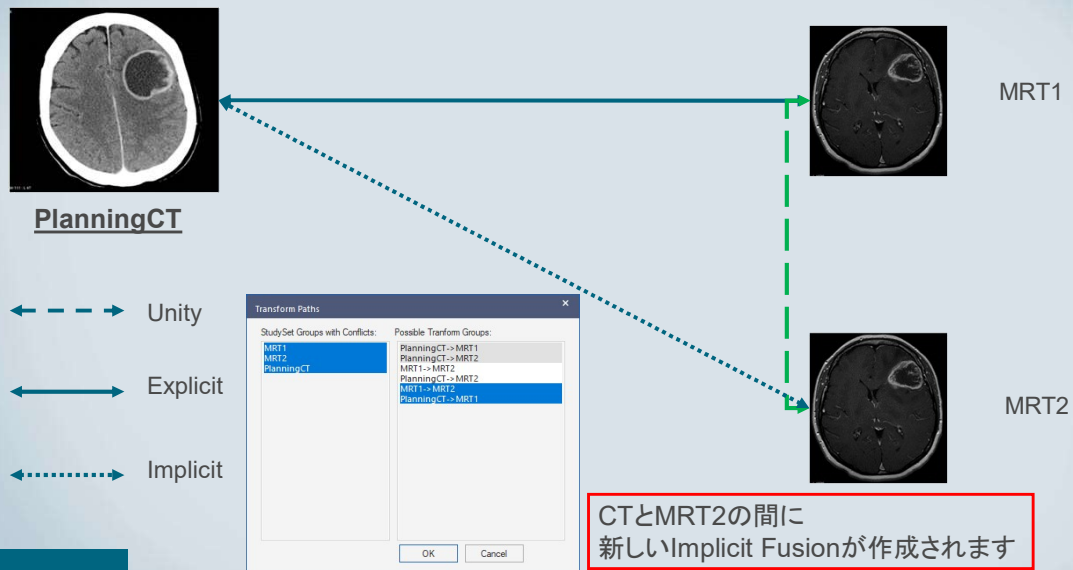 MRT1
PlanningCT
Unity
Explicit
Implicit
Transform Paths
×
StudySet Groups with Conflicts:
Possible Tranform Groups:
MRT1
MRT2
PlanningCT
PlanningCT->MRT1
PlanningCT->MRT2
MRT1->MRT2
PlanningCT->MRT2
MRT1->MRT2
PlanningCT->MRT1
OK
Cancel
MRT2
CTとMRT2の間に
新しいImplicit Fusionが作成されます